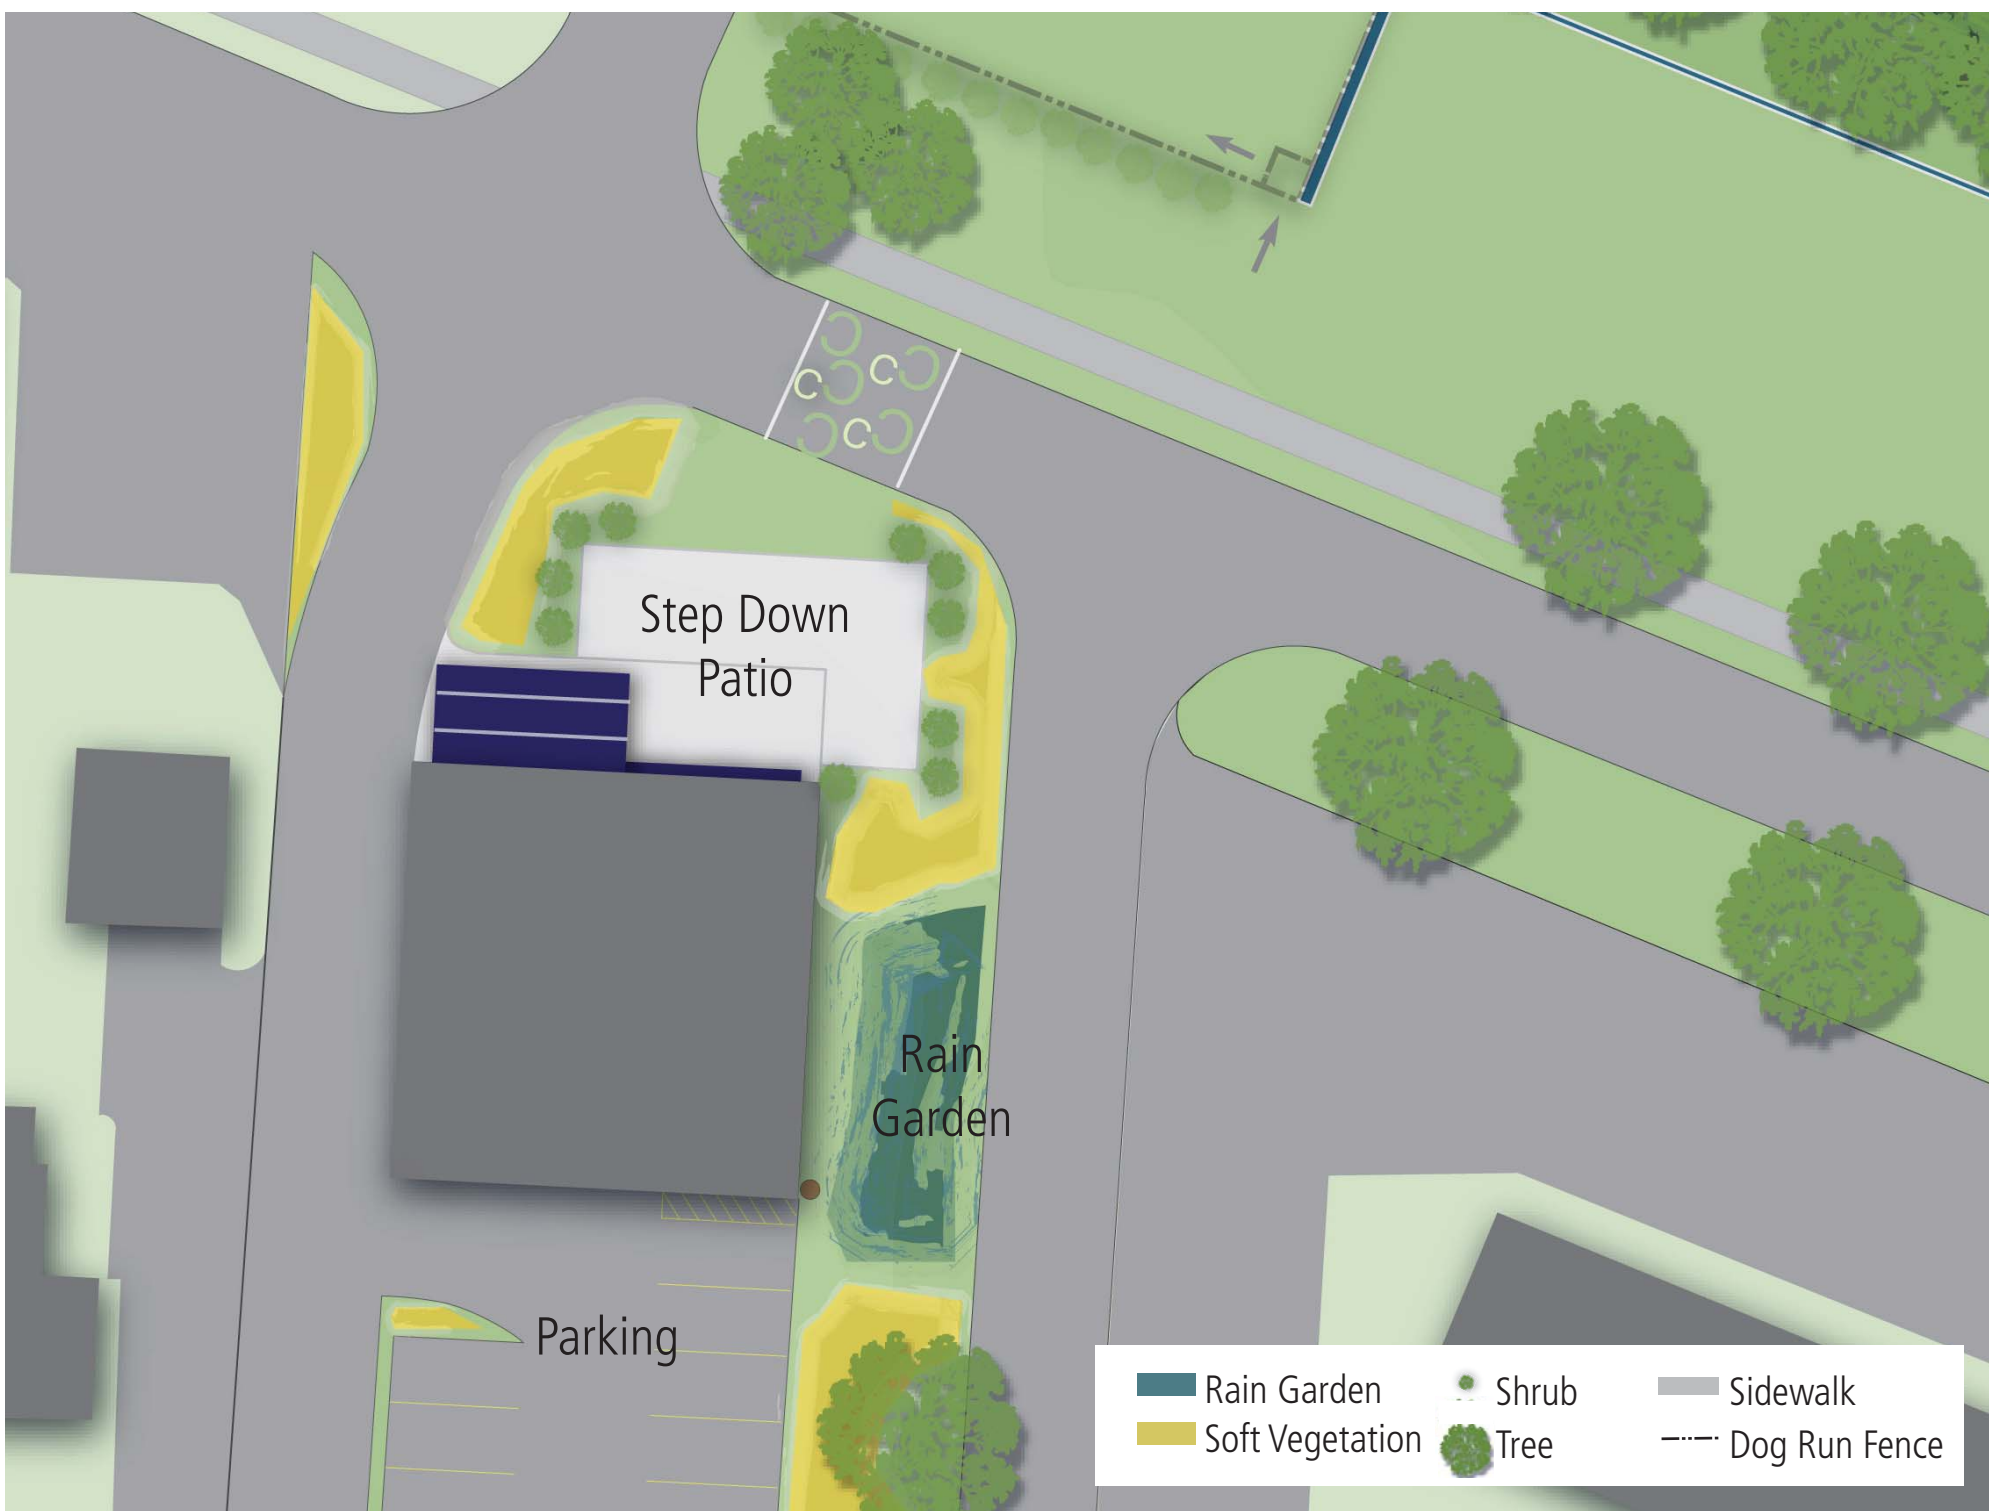 Step Down
Patio
Rain
Garden
Parking
Rain Garden
Soft Vegetation
Shrub
Tree
Sidewalk
Dog Run Fence